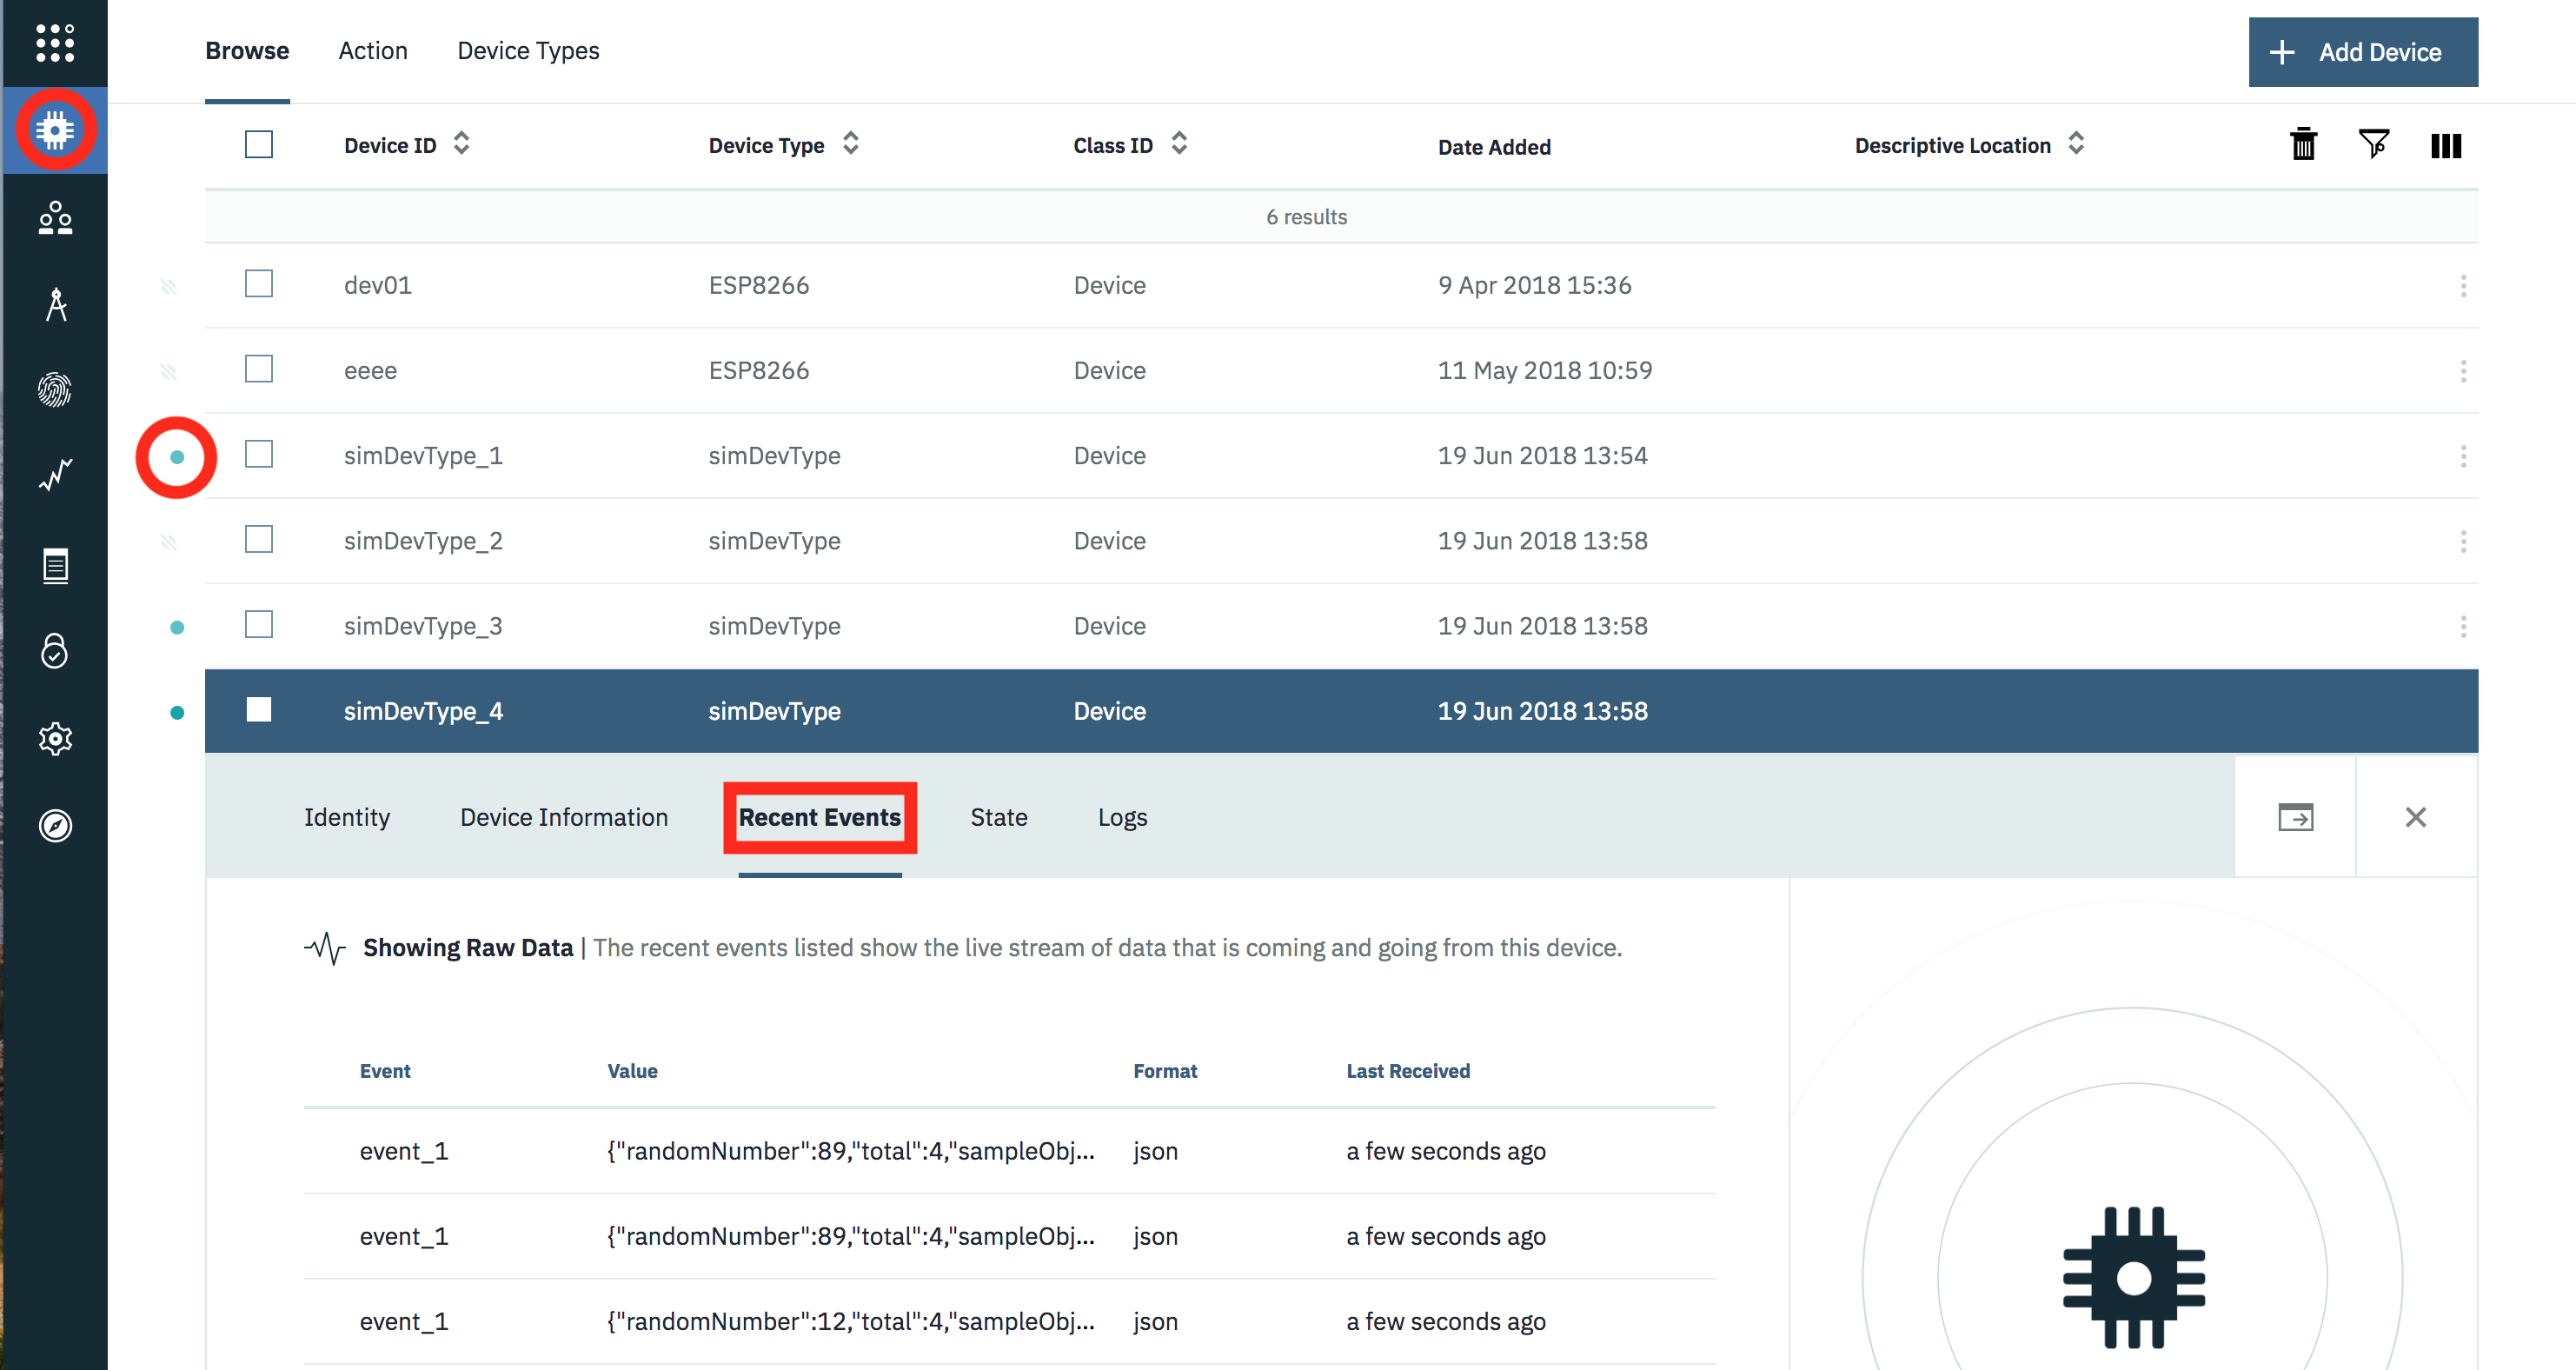 Browse Action Device Types + Add Device
Device ID Device Type Class ID Date Added Descriptive Location
6 results
dev01 ESP8266 Device 9 Apr 2018 15:36
eeee ESP8266 Device 11 May 2018 10:59
simDevType_1 simDevType Device 19 Jun 2018 13:54
simDevType_2 simDevType Device 19 Jun 2018 13:58
simDevType_3 simDevType Device 19 Jun 2018 13:58
simDevType_4 simDevType Device 19 Jun 2018 13:58
Identity Device Information Recent Events State Logs
Showing Raw Data | The recent events listed show the live stream of data that is coming and going from this device.
Event Value Format Last Received
event_1 {"randomNumber":89,"total":4,"sampleObj... json a few seconds ago
event_1 {"randomNumber":89,"total":4,"sampleObj... json a few seconds ago
event_1 {"randomNumber":12,"total":4,"sampleObj... json a few seconds ago